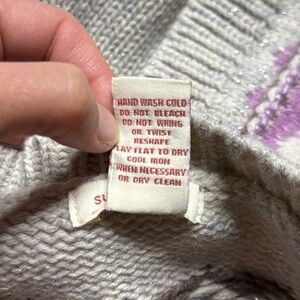 HAND WASH COLD
DO NOT BLEACH
DO NOT WRING
OR TWIST
RESHAPE
LAY FLAT TO DRY
COOL IRON
WHEN NECESSARY
OR DRY CLEAN